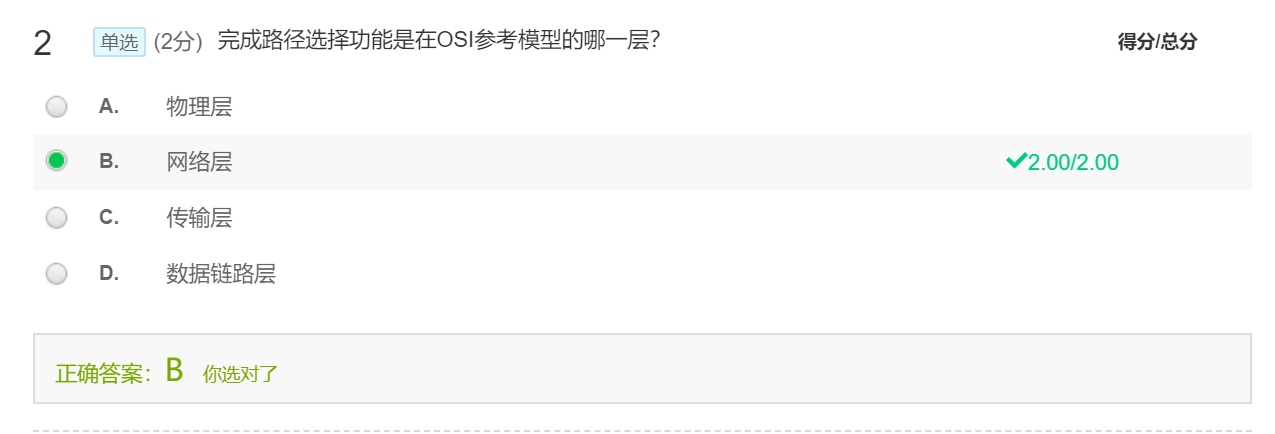 2 单选 (2分) 完成路径选择功能是在OSI参考模型的哪一层? 得分/总分
A. 物理层
B. 网络层 2.00/2.00
C. 传输层
D. 数据链路层
正确答案：B 你选对了